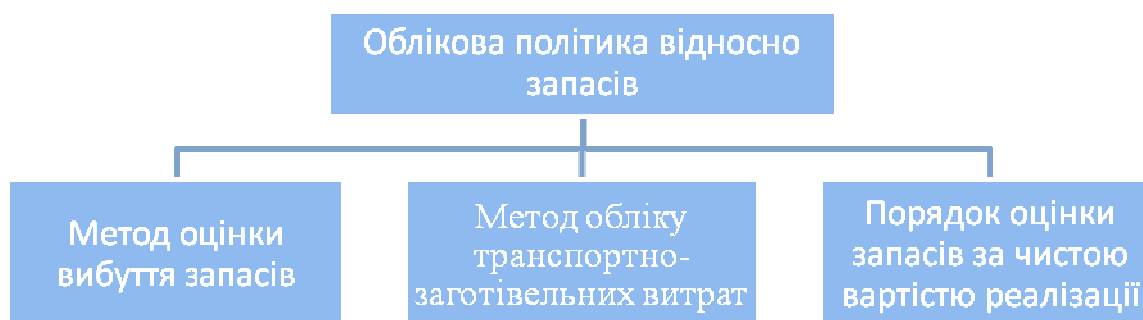 Облікова політика відносно
запасів
Метод оцінки
вибуття запасів
Метод обліку
транспортно-
заготівельних витрат
Порядок оцінки
запасів за чистою
вартістю реалізації